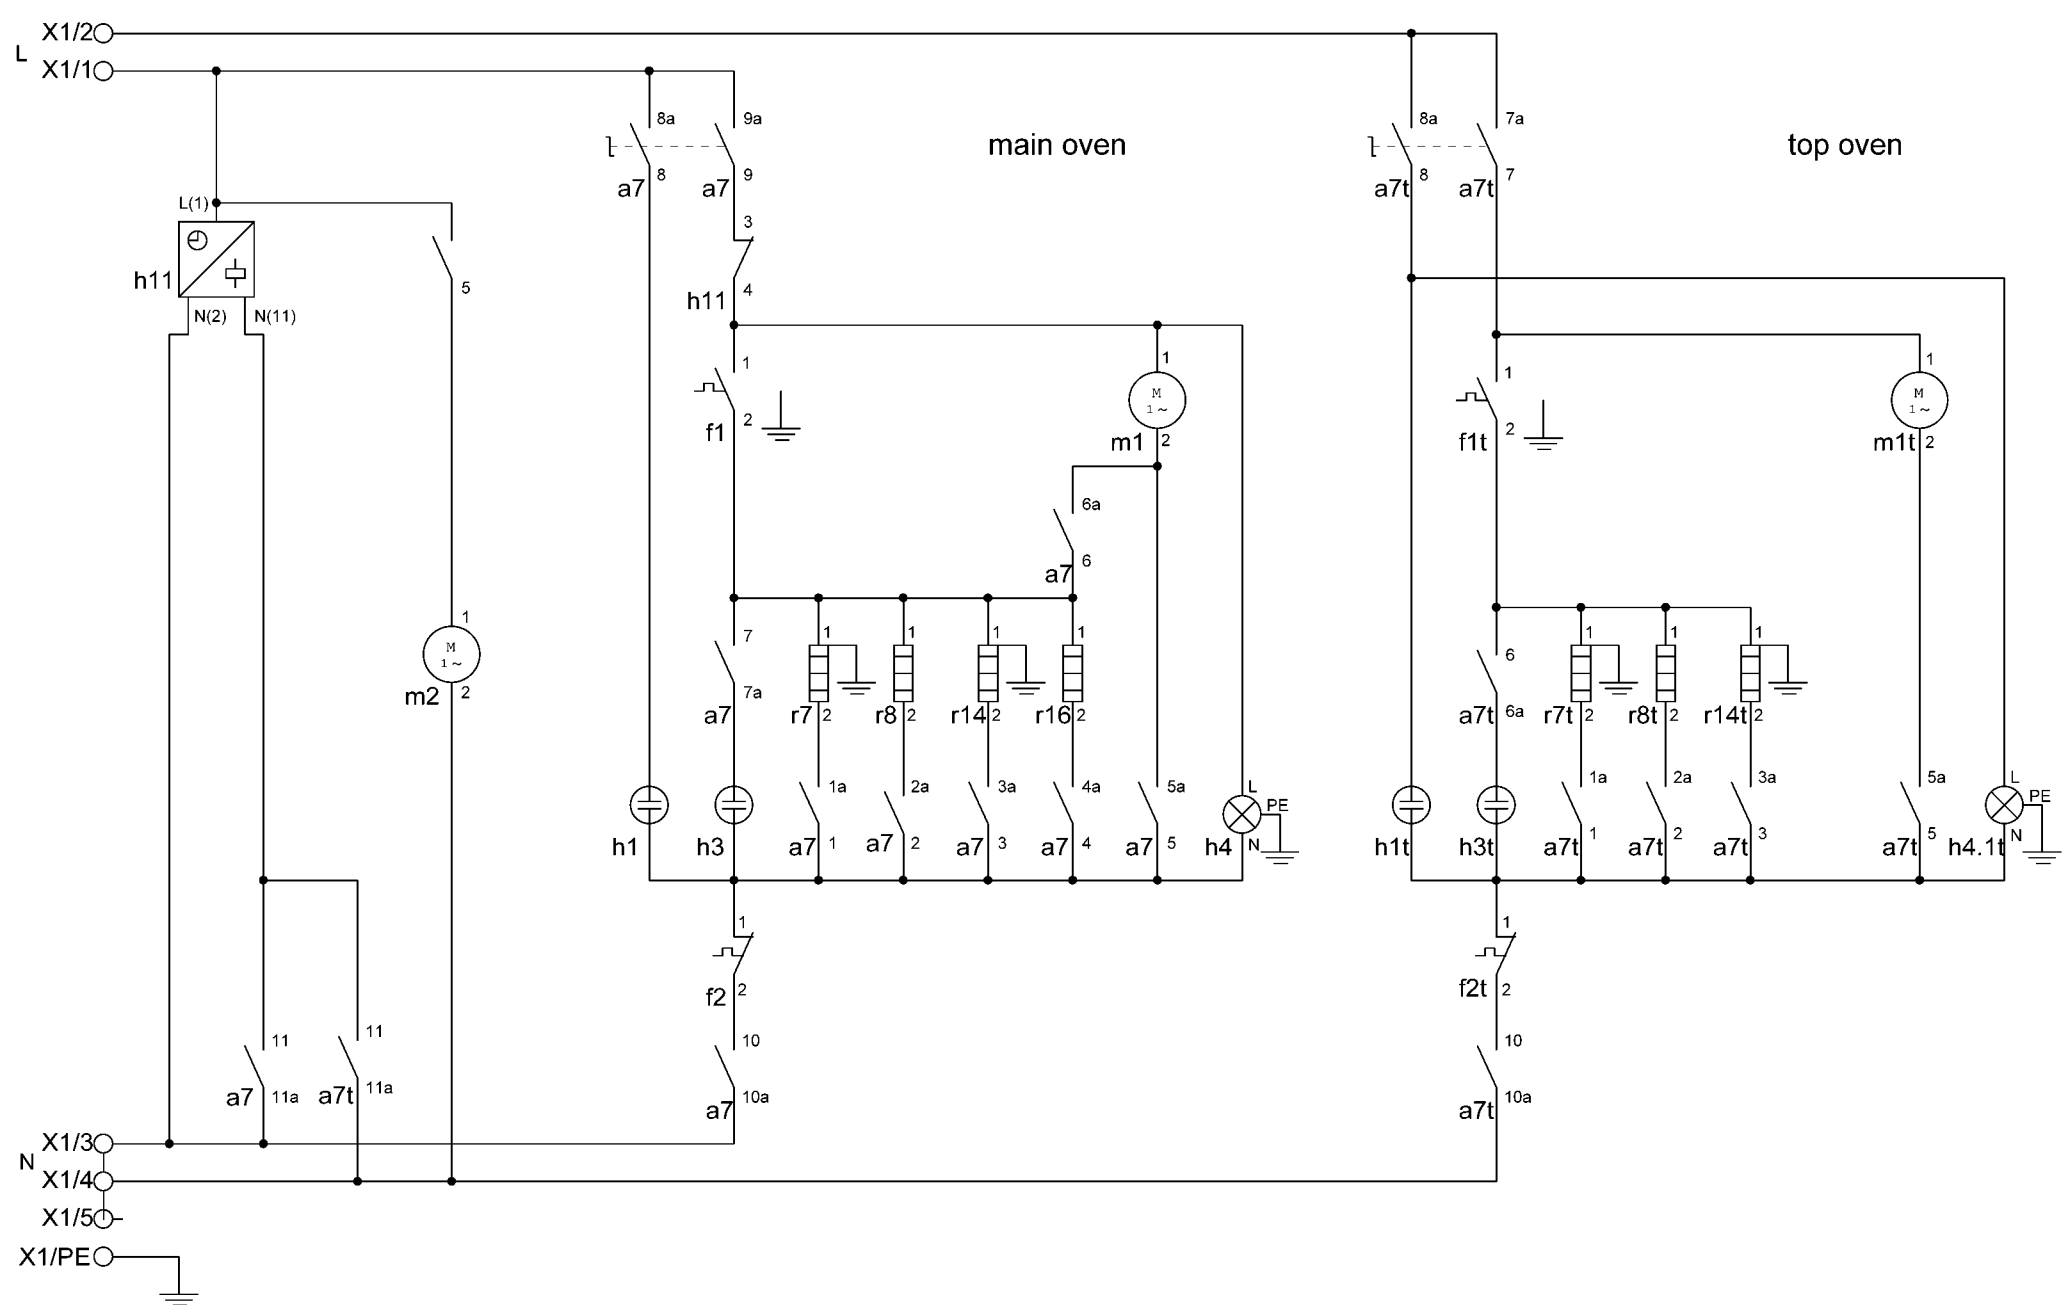 X1/2
L
X1/1
8a 9a
8a 7a
main oven
top oven
8 9
8 7
a7 a7
a7t a7t
L(1)
3
h11
5
4
h11
N(2) N(11)
1 1
1 1
M
1~
M
1~
2
f1
m1 2
2
f1t
m1t 2
6a
6
a7
1
7 1 1 1 1
6 1 1 1
M
1~
m2 2
7a
a7 r7 2 r8 2 r14 2 r16 2
a7t 6a r7t 2 r8t 2 r14t 2
1a 2a 3a 4a 5a L
PE
1a 2a 3a 5a L
PE
h1 h3 a7 1 a7 2 a7 3 a7 4 a7 5 h4 N
h1t h3t a7t 1 a7t 2 a7t 3 a7t 5 h4.1t N
1
1
f2 2
f2t 2
11 11 10 10
a7 11a a7t 11a a7 10a a7t 10a
X1/3
N
X1/4
X1/5
X1/PE